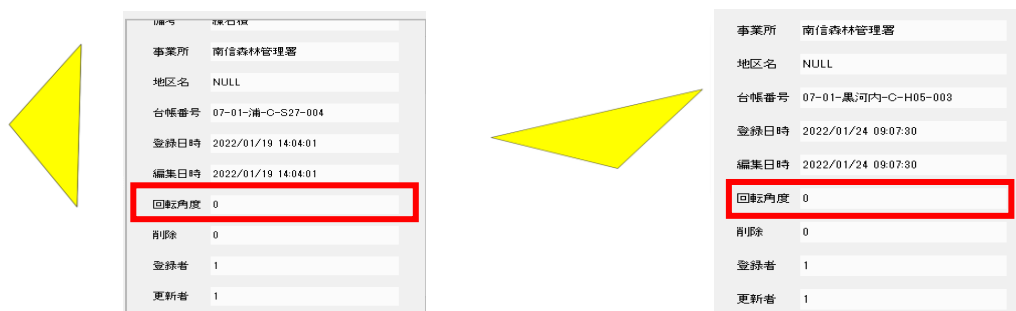 事業所 南信森林管理署
地区名 NULL
台帳番号 07-01-浦-C-S27-004
登録日時 2022/01/19 14:04:01
編集日時 2022/01/19 14:04:01
回転角度 0
削除 0
登録者 1
更新者 1
事業所 南信森林管理署
地区名 NULL
台帳番号 07-01-黒河内-C-H05-003
登録日時 2022/01/24 09:07:30
編集日時 2022/01/24 09:07:30
回転角度 0
削除 0
登録者 1
更新者 1